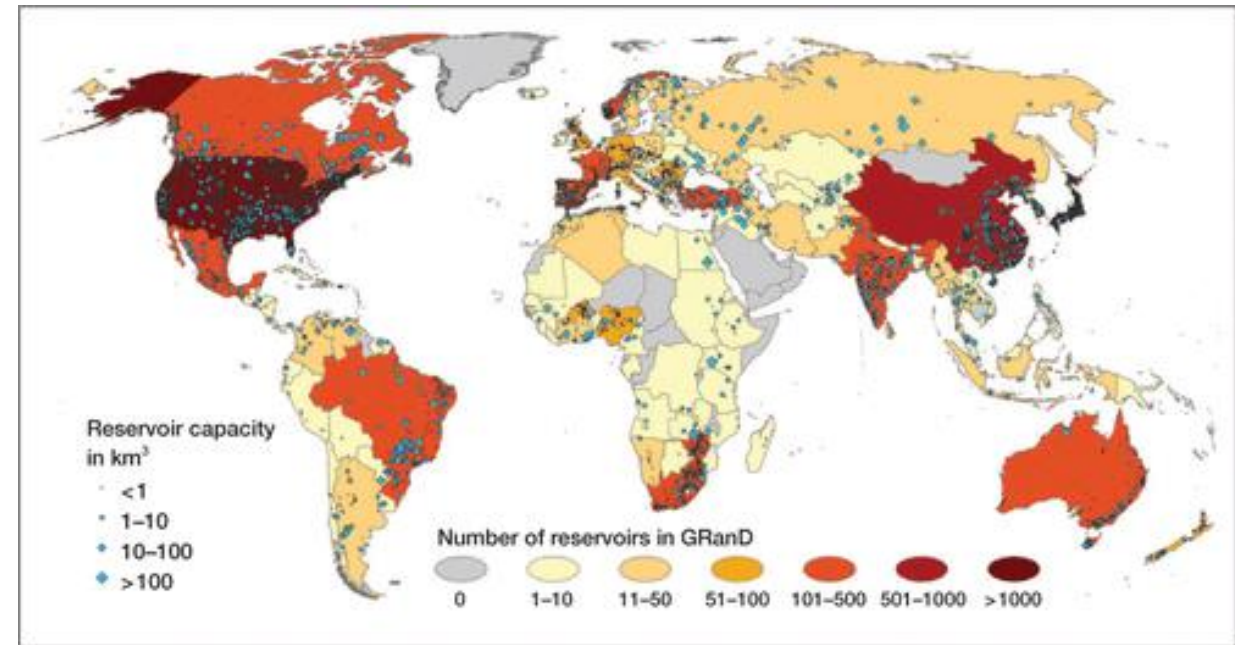 Reservoir capacity
in km³
<1
1–10
10–100
>100
Number of reservoirs in GRanD
0 1–10 11–50 51–100 101–500 501–1000 >1000